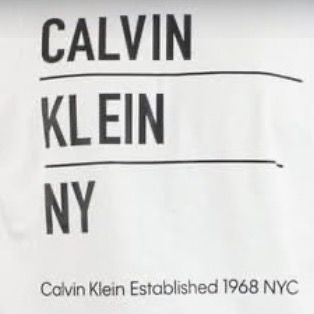 CALVIN
KLEIN
NY
Calvin Klein Established 1968 NYC